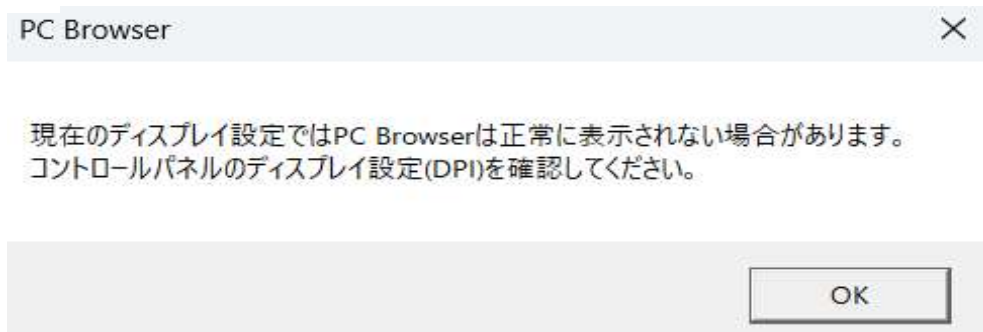 PC Browser
現在のディスプレイ設定ではPC Browserは正常に表示されない場合があります。
コントロールパネルのディスプレイ設定(DPI)を確認してください。
OK